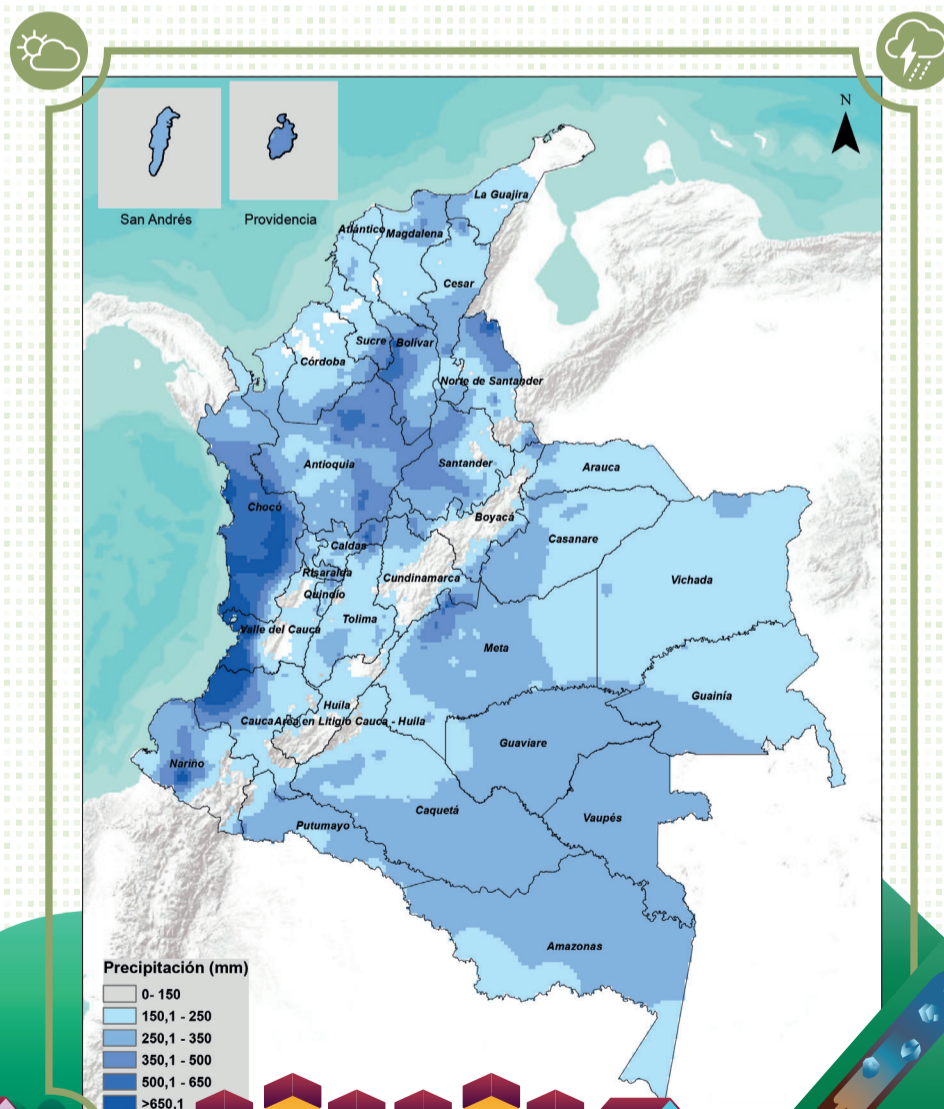 N
San Andrés
Providencia
La Guajira
Atlántico
Magdalena
Cesar
Sucre
Bolívar
Córdoba
Norte de Santander
Antioquia
Santander
Arauca
Chocó
Boyacá
Casanare
Caldas
Risaralda
Cundinamarca
Vichada
Quindío
Tolima
Valle del Cauca
Meta
Guainía
Huila
Cauca
Area en Litigio Cauca - Huila
Guaviare
Nariño
Caquetá
Vaupés
Putumayo
Amazonas
Precipitación (mm)
0- 150
150,1 - 250
250,1 - 350
350,1 - 500
500,1 - 650
>650,1